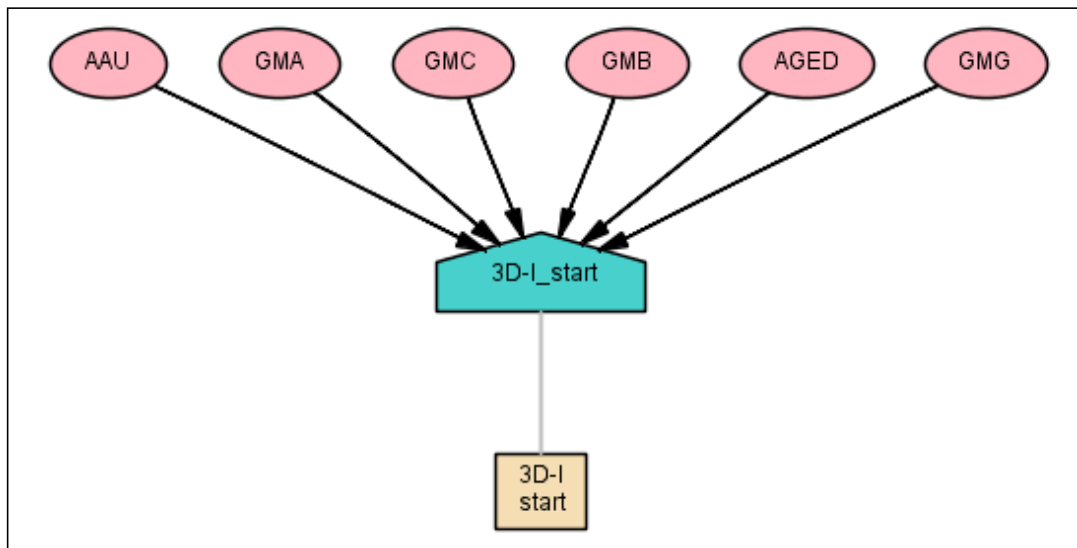 AAU
GMA
GMC
GMB
AGED
GMG
3D-I_start
3D-I
start